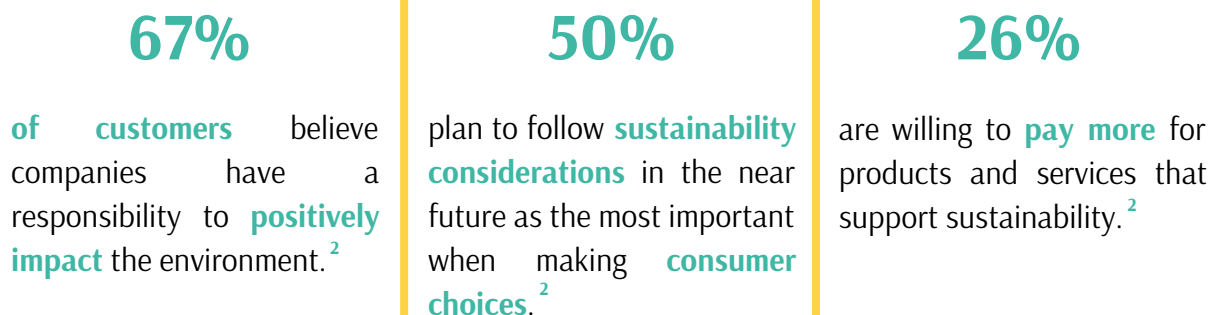 67%
of customers believe
companies have a
responsibility to positively
impact the environment. 2
50%
plan to follow sustainability
considerations in the near
future as the most important
when making consumer
choices. 2
26%
are willing to pay more for
products and services that
support sustainability. 2